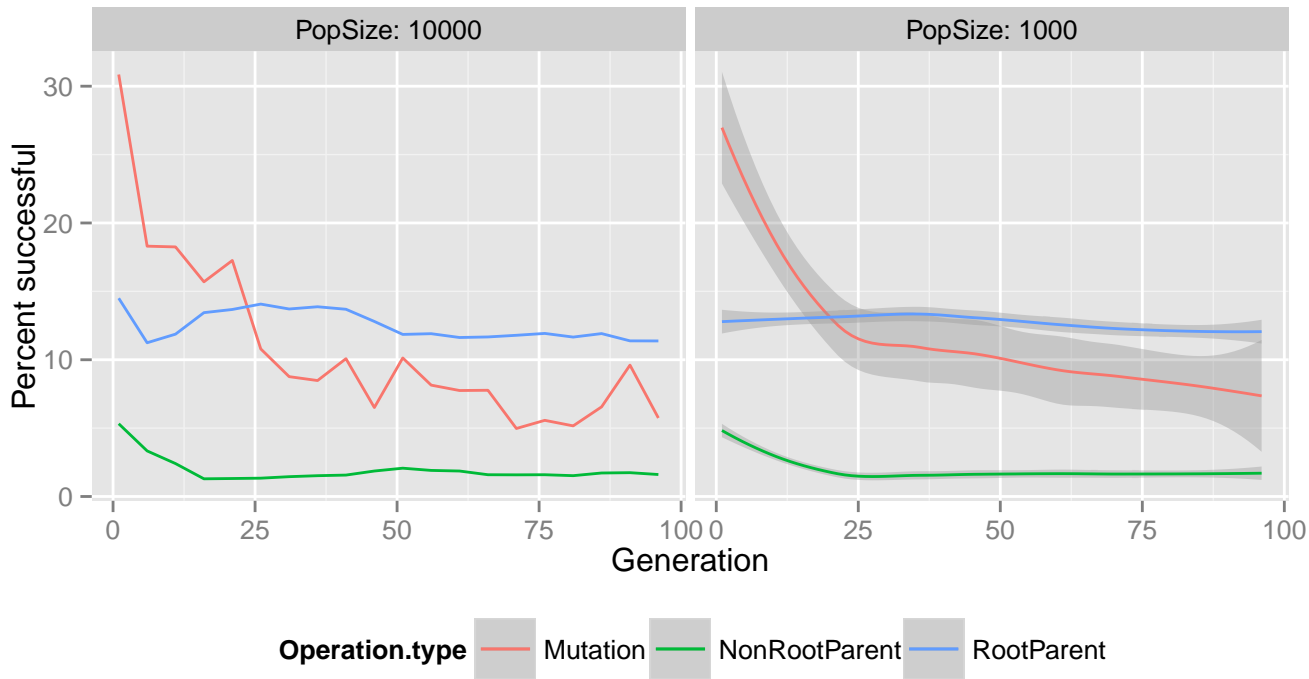 PopSize: 10000
PopSize: 1000
Percent successful
30
20
10
0
0 25 50 75 100
0 25 50 75 100
Generation
Operation.type Mutation NonRootParent RootParent